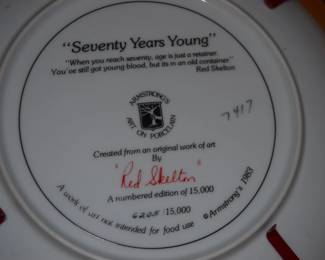 "Seventy Years Young"
"When you reach seventy, age is just a retainer.
You've still got young blood, but its in an old container"
Red Skelton
ARMSTRONG'S
ART ON PORCELAIN
7417
Created from an original work of art
By
"Red Skelton"
A numbered edition of 15,000
6205/15,000
A work of art not intended for food use
©Armstrong's 1983